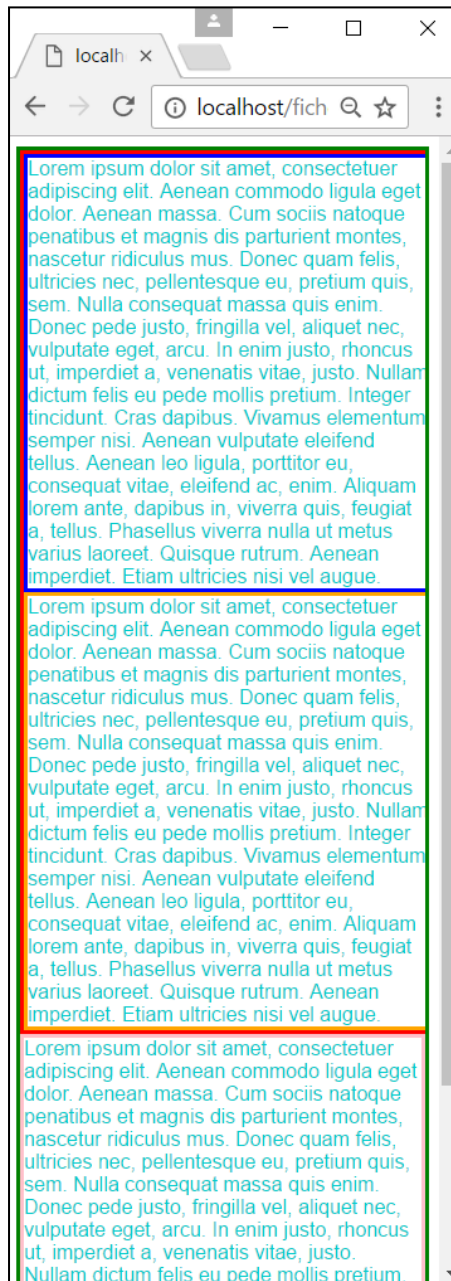 localh
localhost/fich
Lorem ipsum dolor sit amet, consectetuer
adipiscing elit. Aenean commodo ligula eget
dolor. Aenean massa. Cum sociis natoque
penatibus et magnis dis parturient montes,
nascetur ridiculus mus. Donec quam felis,
ultricies nec, pellentesque eu, pretium quis,
sem. Nulla consequat massa quis enim.
Donec pede justo, fringilla vel, aliquet nec,
vulputate eget, arcu. In enim justo, rhoncus
ut, imperdiet a, venenatis vitae, justo. Nullam
dictum felis eu pede mollis pretium. Integer
tincidunt. Cras dapibus. Vivamus elementum
semper nisi. Aenean vulputate eleifend
tellus. Aenean leo ligula, porttitor eu,
consequat vitae, eleifend ac, enim. Aliquam
lorem ante, dapibus in, viverra quis, feugiat
a, tellus. Phasellus viverra nulla ut metus
varius laoreet. Quisque rutrum. Aenean
imperdiet. Etiam ultricies nisi vel augue.
Lorem ipsum dolor sit amet, consectetuer
adipiscing elit. Aenean commodo ligula eget
dolor. Aenean massa. Cum sociis natoque
penatibus et magnis dis parturient montes,
nascetur ridiculus mus. Donec quam felis,
ultricies nec, pellentesque eu, pretium quis,
sem. Nulla consequat massa quis enim.
Donec pede justo, fringilla vel, aliquet nec,
vulputate eget, arcu. In enim justo, rhoncus
ut, imperdiet a, venenatis vitae, justo. Nullam
dictum felis eu pede mollis pretium. Integer
tincidunt. Cras dapibus. Vivamus elementum
semper nisi. Aenean vulputate eleifend
tellus. Aenean leo ligula, porttitor eu,
consequat vitae, eleifend ac, enim. Aliquam
lorem ante, dapibus in, viverra quis, feugiat
a, tellus. Phasellus viverra nulla ut metus
varius laoreet. Quisque rutrum. Aenean
imperdiet. Etiam ultricies nisi vel augue.
Lorem ipsum dolor sit amet, consectetuer
adipiscing elit. Aenean commodo ligula eget
dolor. Aenean massa. Cum sociis natoque
penatibus et magnis dis parturient montes,
nascetur ridiculus mus. Donec quam felis,
ultricies nec, pellentesque eu, pretium quis,
sem. Nulla consequat massa quis enim.
Donec pede justo, fringilla vel, aliquet nec,
vulputate eget, arcu. In enim justo, rhoncus
ut, imperdiet a, venenatis vitae, justo.
Nullam dictum felis eu pede mollis pretium.